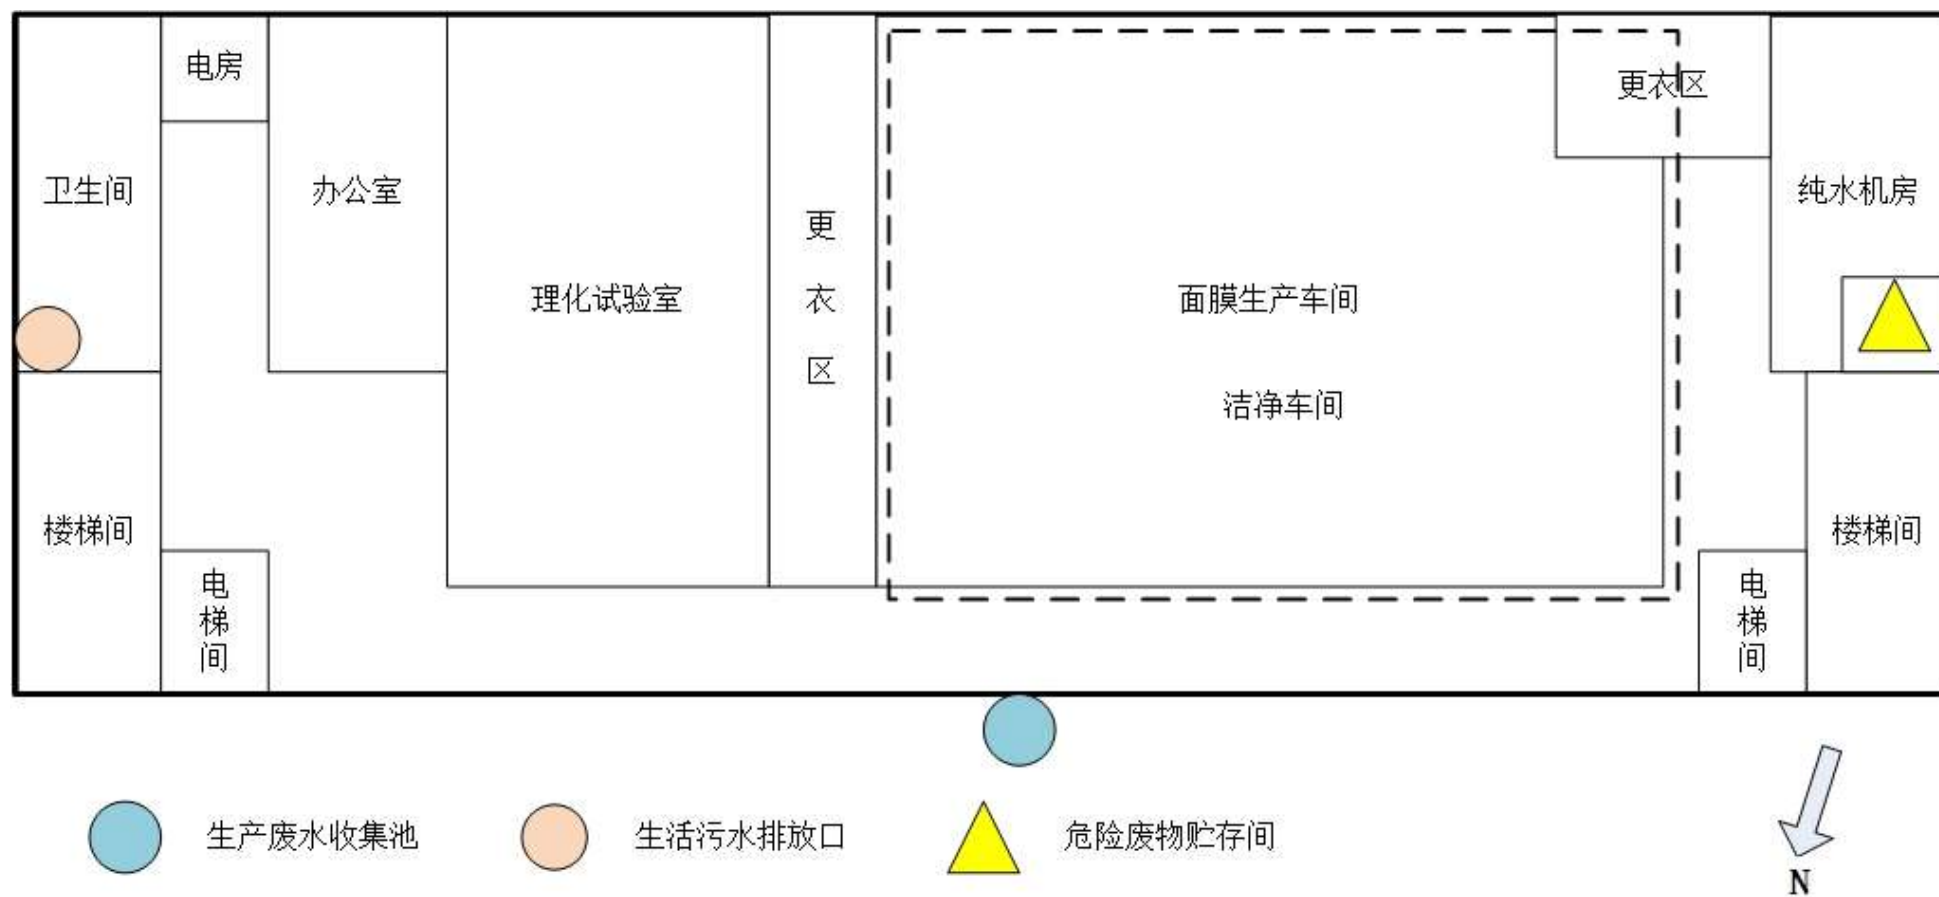 电房
更衣区
卫生间
办公室
纯水机房
更
衣
区
理化试验室
面膜生产车间
洁净车间
楼梯间
楼梯间
电
梯
间
电
梯
间
生产废水收集池
生活污水排放口
危险废物贮存间
N